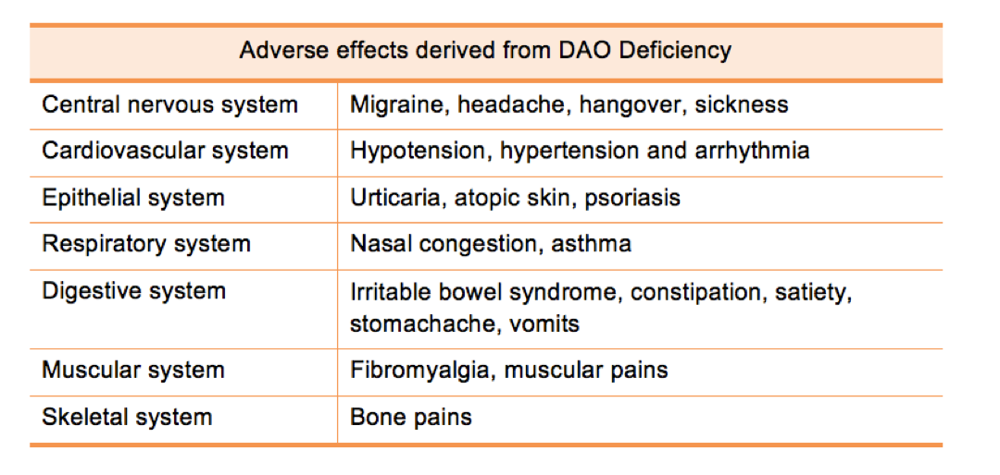 Adverse effects derived from DAO Deficiency
Central nervous system
Migraine, headache, hangover, sickness
Cardiovascular system
Hypotension, hypertension and arrhythmia
Epithelial system
Urticaria, atopic skin, psoriasis
Respiratory system
Nasal congestion, asthma
Digestive system
Irritable bowel syndrome, constipation, satiety,
stomachache, vomits
Muscular system
Fibromyalgia, muscular pains
Skeletal system
Bone pains